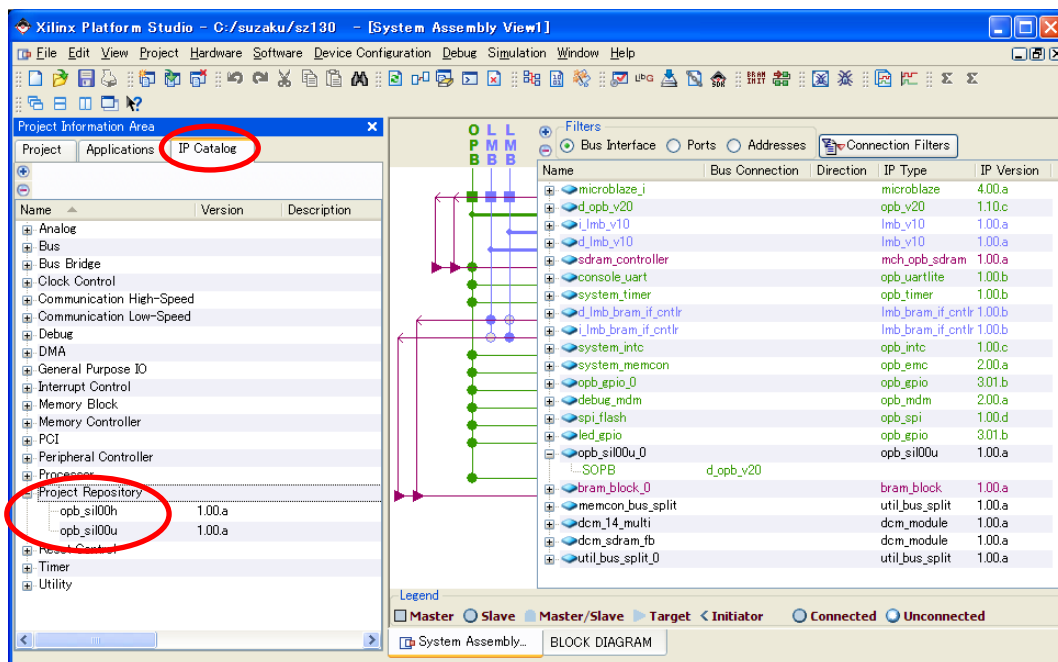 Xilinx Platform Studio - C:/suzaku/sz130 - [System Assembly View1]
File Edit View Project Hardware Software Device Configuration Debug Simulation Window Help
Project Information Area
Project Applications IP Catalog
Name Version Description
Analog
Bus
Bus Bridge
Clock Control
Communication High-Speed
Communication Low-Speed
Debug
DMA
General Purpose IO
Interrupt Control
Memory Block
Memory Controller
PCI
Peripheral Controller
Processor
Project Repository
opb_sil00h 1.00.a
opb_sil00u 1.00.a
Reset Control
Timer
Utility
OPB LMB LMB
Filters
Bus Interface Ports Addresses Connection Filters
Name Bus Connection Direction IP Type IP Version
microblaze_i microblaze 4.00.a
d_opb_v20 opb_v20 1.10.c
i_lmb_v10 lmb_v10 1.00.a
d_lmb_v10 lmb_v10 1.00.a
sdram_controller mch_opb_sdram 1.00.a
console_uart opb_uartlite 1.00.b
system_timer opb_timer 1.00.b
d_lmb_bram_if_cntlr lmb_bram_if_cntlr 1.00.b
i_lmb_bram_if_cntlr lmb_bram_if_cntlr 1.00.b
system_intc opb_intc 1.00.c
system_memcon opb_emc 2.00.a
opb_gpio_0 opb_gpio 3.01.b
debug_mdm opb_mdm 2.00.a
spi_flash opb_spi 1.00.d
led_gpio opb_gpio 3.01.b
opb_sil00u_0 opb_sil00u 1.00.a
SOPB d_opb_v20
bram_block_0 bram_block 1.00.a
memcon_bus_split util_bus_split 1.00.a
dcm_14_multi dcm_module 1.00.a
dcm_sdram_fb dcm_module 1.00.a
util_bus_split_0 util_bus_split 1.00.a
Legend
Master Slave Master/Slave Target Initiator Connected Unconnected
System Assembly... BLOCK DIAGRAM